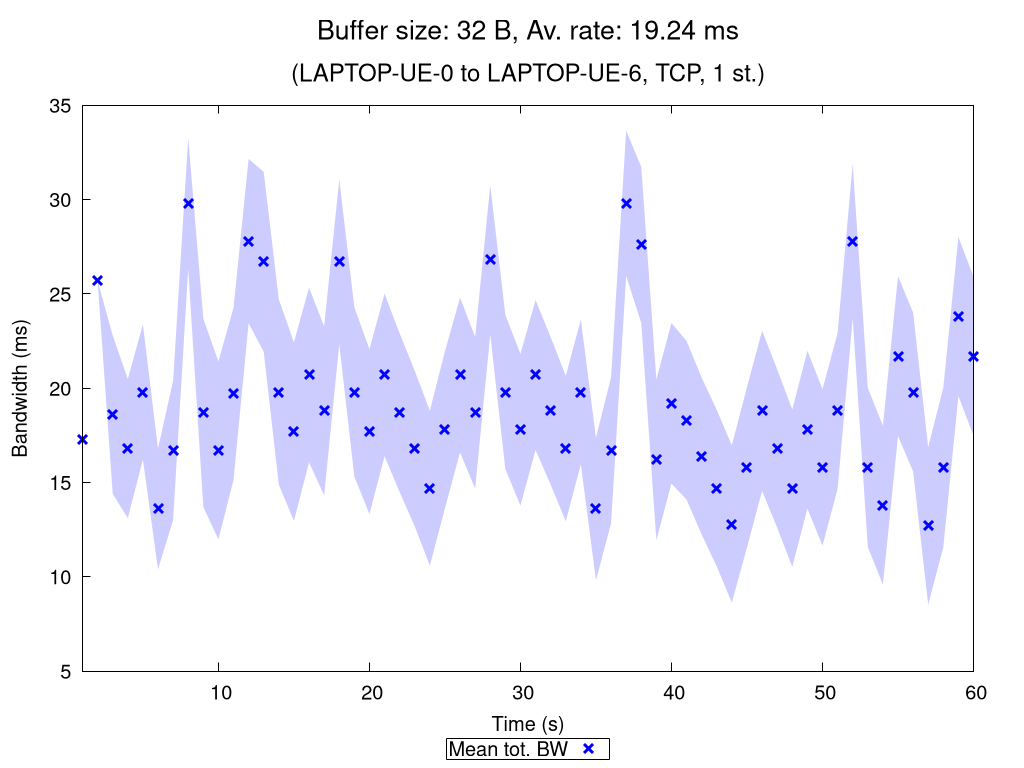 Buffer size: 32 B, Av. rate: 19.24 ms
(LAPTOP-UE-0 to LAPTOP-UE-6, TCP, 1 st.)
35
30
25
20
15
10
5
Bandwidth (ms)
10 20 30 40 50 60
Time (s)
Mean tot. BW